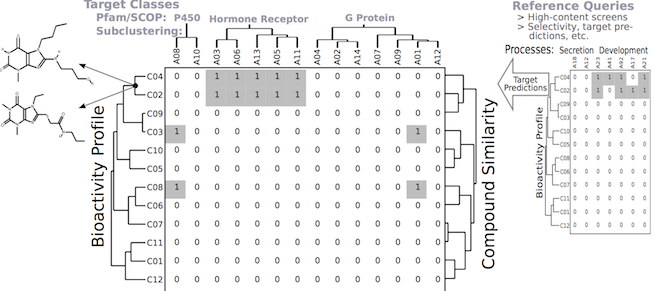 Target Classes
Pfam/SCOP: P450 Hormone Receptor G Protein
Subclustering:
A08 A10 A03 A06 A13 A05 A11 A04 A02 A14 A07 A09 A01 A12
C04 0 0 1 1 1 1 1 0 0 0 0 0 0 0
C02 0 0 1 1 1 1 1 0 0 0 0 0 0 0
C09 0 0 0 0 0 0 0 0 0 0 0 0 0 0
C03 1 0 0 0 0 0 0 0 0 0 0 0 1 0
C10 0 0 0 0 0 0 0 0 0 0 0 0 0 0
C05 0 0 0 0 0 0 0 0 0 0 0 0 0 0
C08 1 0 0 0 0 0 0 0 0 0 0 0 1 0
C06 0 0 0 0 0 0 0 0 0 0 0 0 0 0
C07 0 0 0 0 0 0 0 0 0 0 0 0 0 0
C11 0 0 0 0 0 0 0 0 0 0 0 0 0 0
C01 0 0 0 0 0 0 0 0 0 0 0 0 0 0
C12 0 0 0 0 0 0 0 0 0 0 0 0 0 0
Bioactivity Profile
Compound Similarity
Reference Queries
> High-content screens
> Selectivity, target pre-
dictions, etc.
Processes: Secretion Development
Target
Predictions
Bioactivity Profile
A18 A12 A23 A41 A92 A17 A21
C04 0 0 1 1 1 0 1
C02 0 0 1 0 1 1 1
C09 0 0 0 0 0 0 0
C03 0 0 0 0 0 0 0
C10 0 0 0 0 0 0 0
C05 0 0 0 0 0 0 0
C08 0 0 0 0 0 0 0
C06 0 0 0 0 0 0 0
C07 0 0 0 0 0 0 0
C11 0 0 0 0 0 0 0
C01 0 0 0 0 0 0 0
C12 0 0 0 0 0 0 0